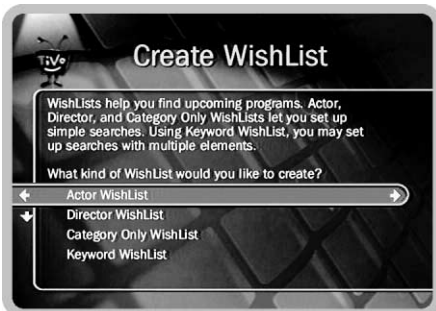 TiVo
Create WishList
WishLists help you find upcoming programs. Actor,
Director, and Category Only WishLists let you set up
simple searches. Using Keyword WishList, you may set
up searches with multiple elements.
What kind of WishList would you like to create?
Actor WishList
Director WishList
Category Only WishList
Keyword WishList